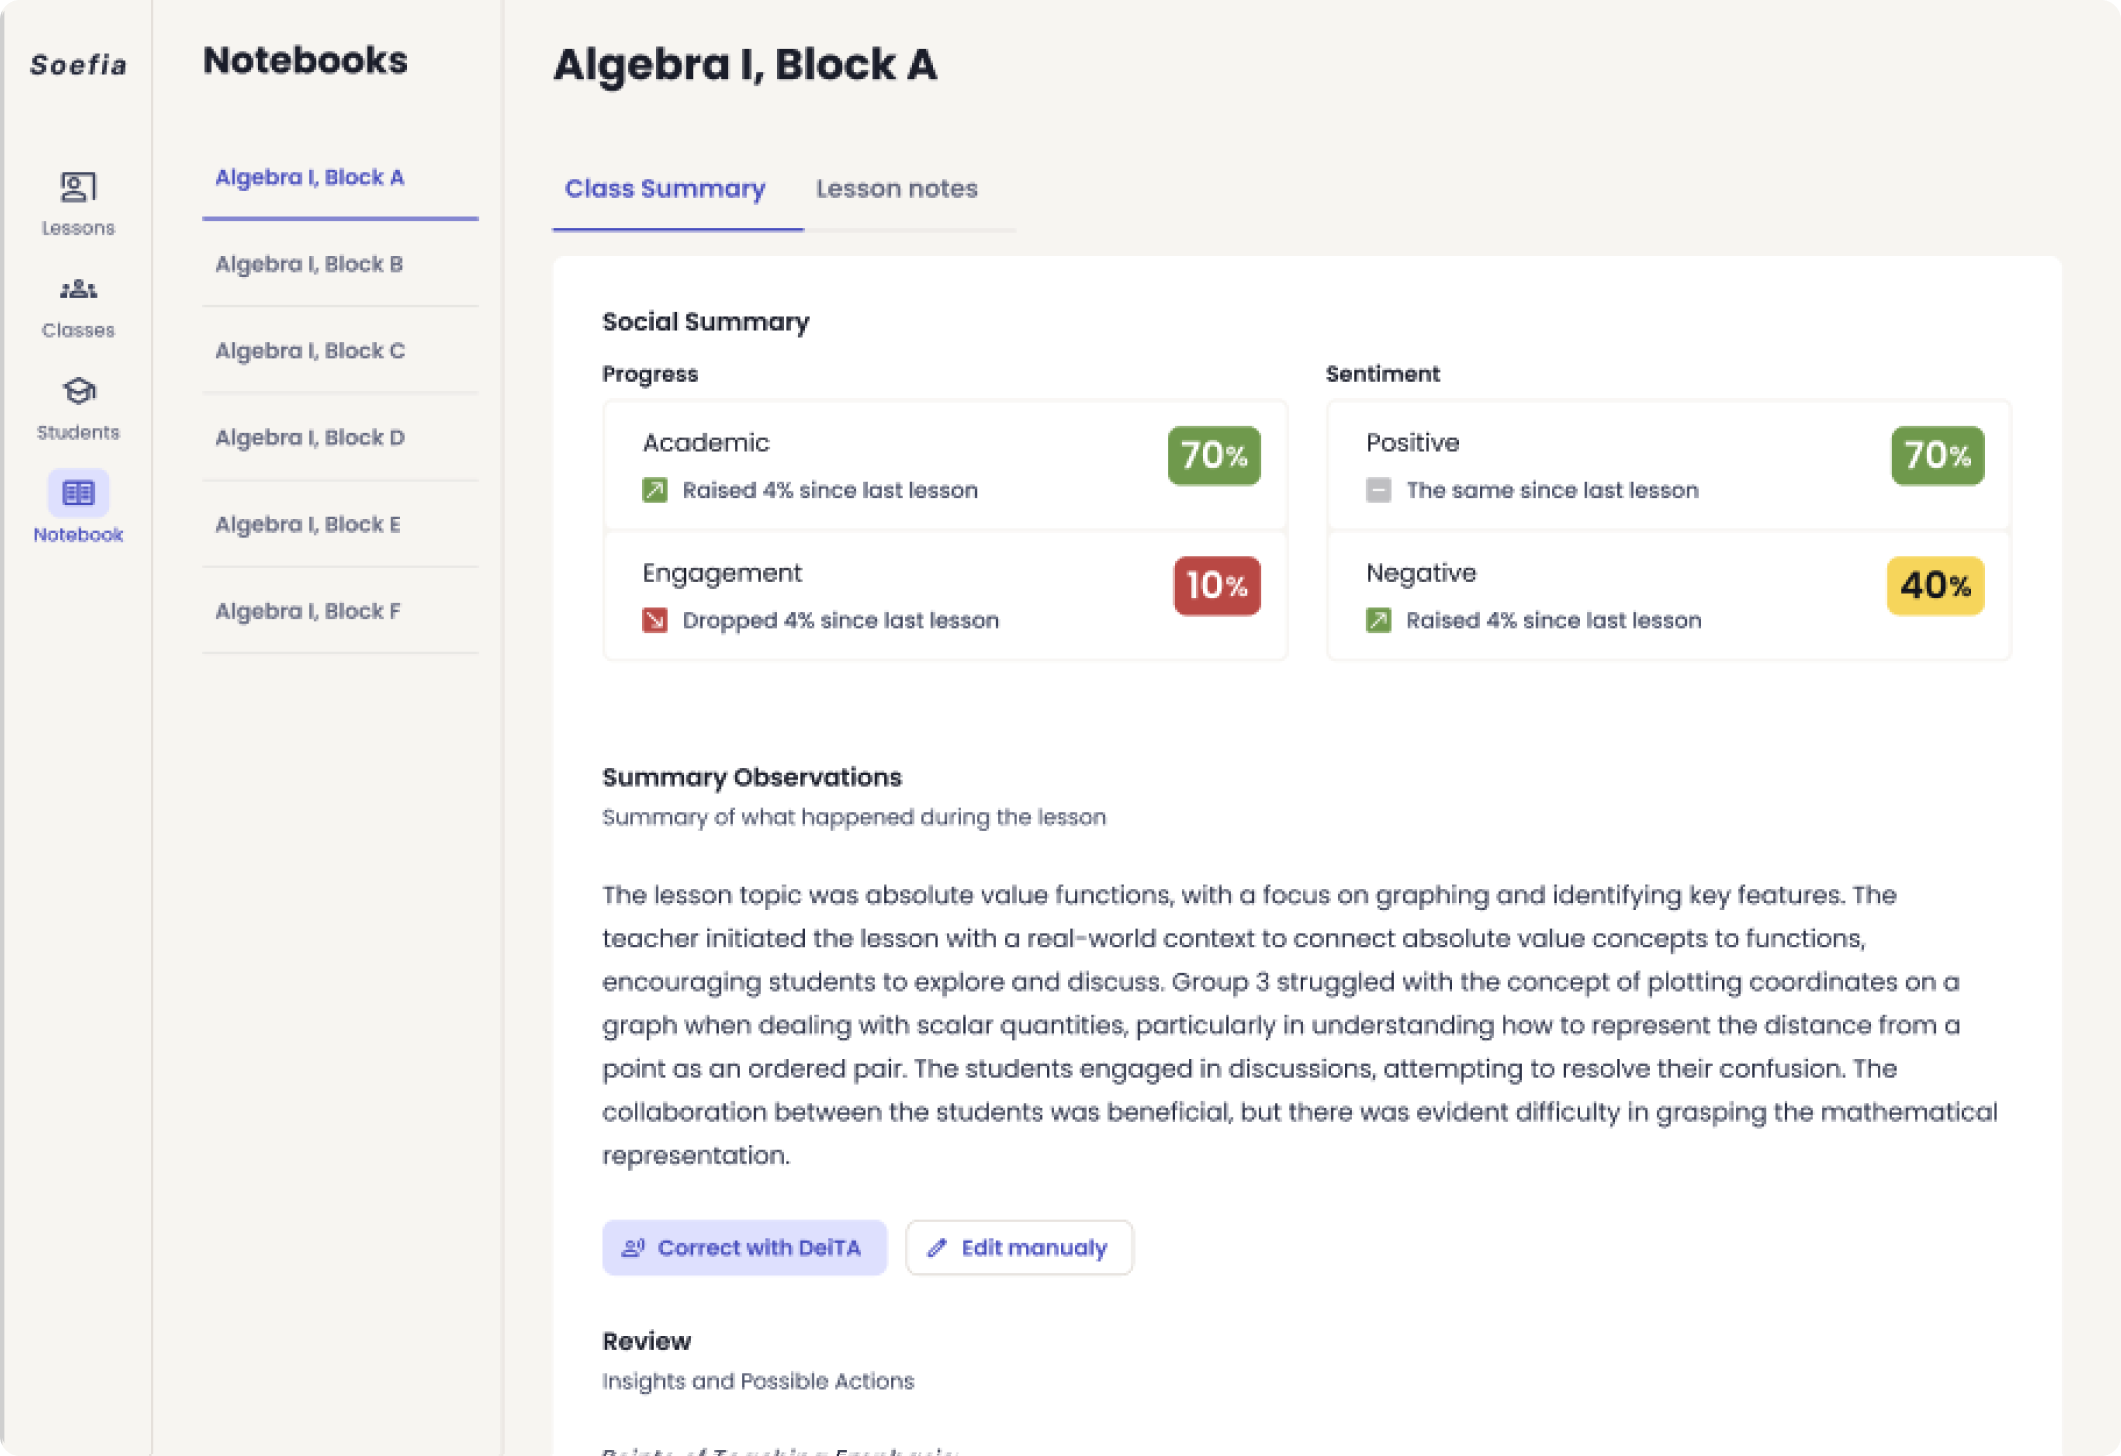 Soefia
Lessons
Classes
Students
Notebook
Notebooks
Algebra I, Block A
Algebra I, Block B
Algebra I, Block C
Algebra I, Block D
Algebra I, Block E
Algebra I, Block F
Algebra I, Block A
Class Summary
Lesson notes
Social Summary
Progress
Academic
70%
Raised 4% since last lesson
Engagement
10%
Dropped 4% since last lesson
Sentiment
Positive
70%
The same since last lesson
Negative
40%
Raised 4% since last lesson
Summary Observations
Summary of what happened during the lesson
The lesson topic was absolute value functions, with a focus on graphing and identifying key features. The
teacher initiated the lesson with a real-world context to connect absolute value concepts to functions,
encouraging students to explore and discuss. Group 3 struggled with the concept of plotting coordinates on a
graph when dealing with scalar quantities, particularly in understanding how to represent the distance from a
point as an ordered pair. The students engaged in discussions, attempting to resolve their confusion. The
collaboration between the students was beneficial, but there was evident difficulty in grasping the mathematical
representation.
Correct with DeiTA
Edit manualy
Review
Insights and Possible Actions